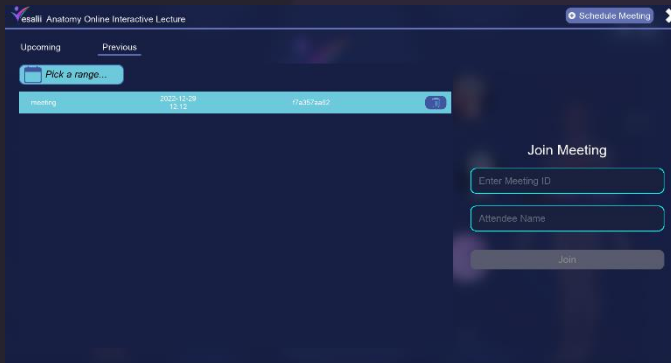 Vesalii Anatomy Online Interactive Lecture
Schedule Meeting
Upcoming Previous
Pick a range...
meeting 2022-12-29 12:12 f7a357aad2
Join Meeting
Enter Meeting ID
Attendee Name
Join